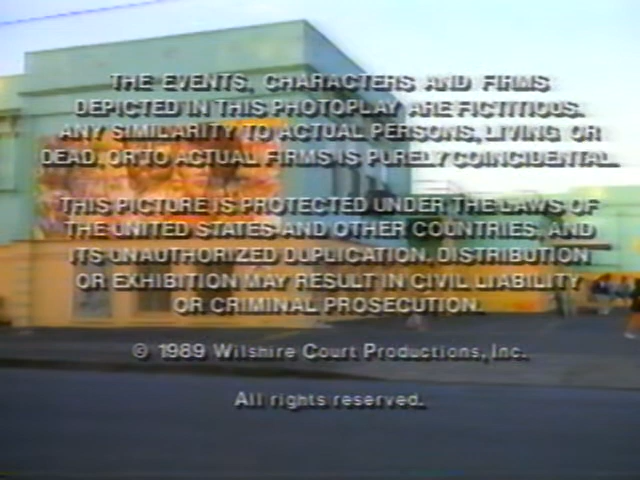 THE EVENTS, CHARACTERS AND FIRMS
DEPICTED IN THIS PHOTOPLAY ARE FICTITIOUS.
ANY SIMILARITY TO ACTUAL PERSONS, LIVING OR
DEAD, OR TO ACTUAL FIRMS IS PURELY COINCIDENTAL.
THIS PICTURE IS PROTECTED UNDER THE LAWS OF
THE UNITED STATES AND OTHER COUNTRIES, AND
ITS UNAUTHORIZED DUPLICATION, DISTRIBUTION
OR EXHIBITION MAY RESULT IN CIVIL LIABILITY
OR CRIMINAL PROSECUTION.
© 1989 Wilshire Court Productions, Inc.
All rights reserved.